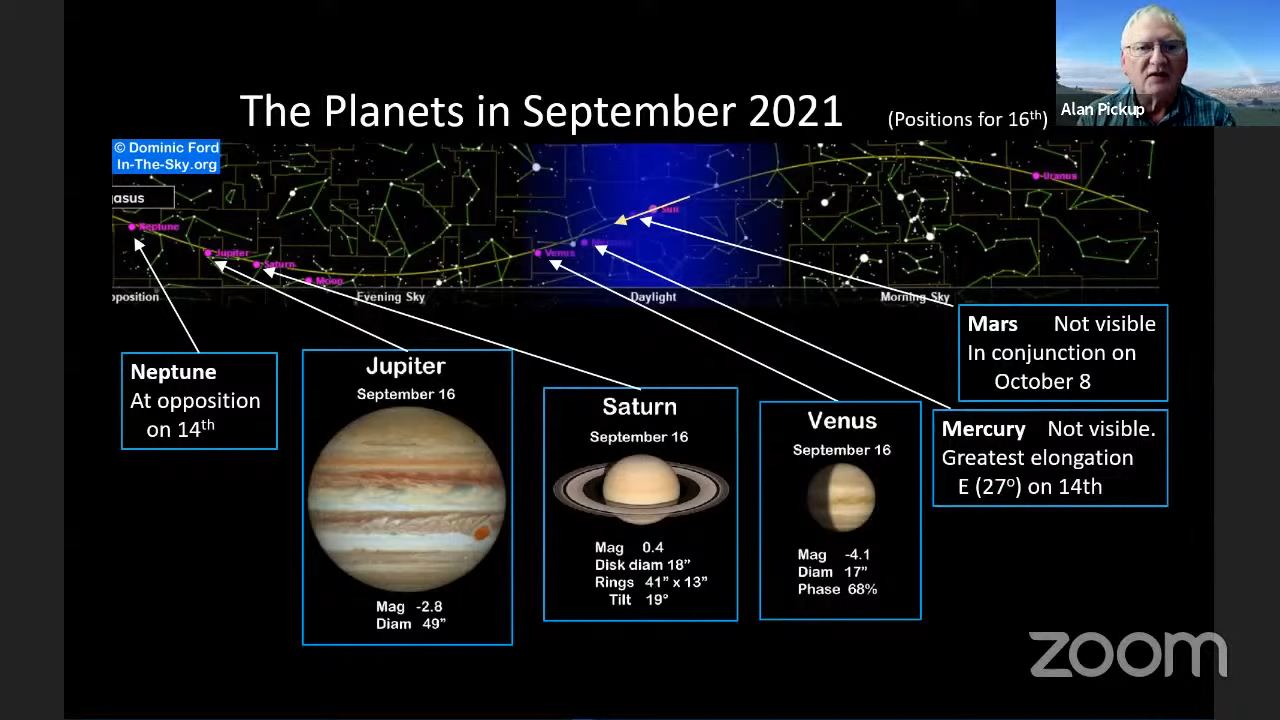 The Planets in September 2021
(Positions for 16th)
Alan Pickup
© Dominic Ford
In-The-Sky.org
asus
Neptune
Jupiter
Saturn
Moon
Venus
Sun
Uranus
pposition
Evening Sky
Daylight
Morning Sky
Neptune
At opposition
on 14th
Jupiter
September 16
Mag -2.8
Diam 49”
Saturn
September 16
Mag 0.4
Disk diam 18”
Rings 41” x 13”
Tilt 19°
Venus
September 16
Mag -4.1
Diam 17”
Phase 68%
Mars Not visible
In conjunction on
October 8
Mercury Not visible.
Greatest elongation
E (27°) on 14th
zoom